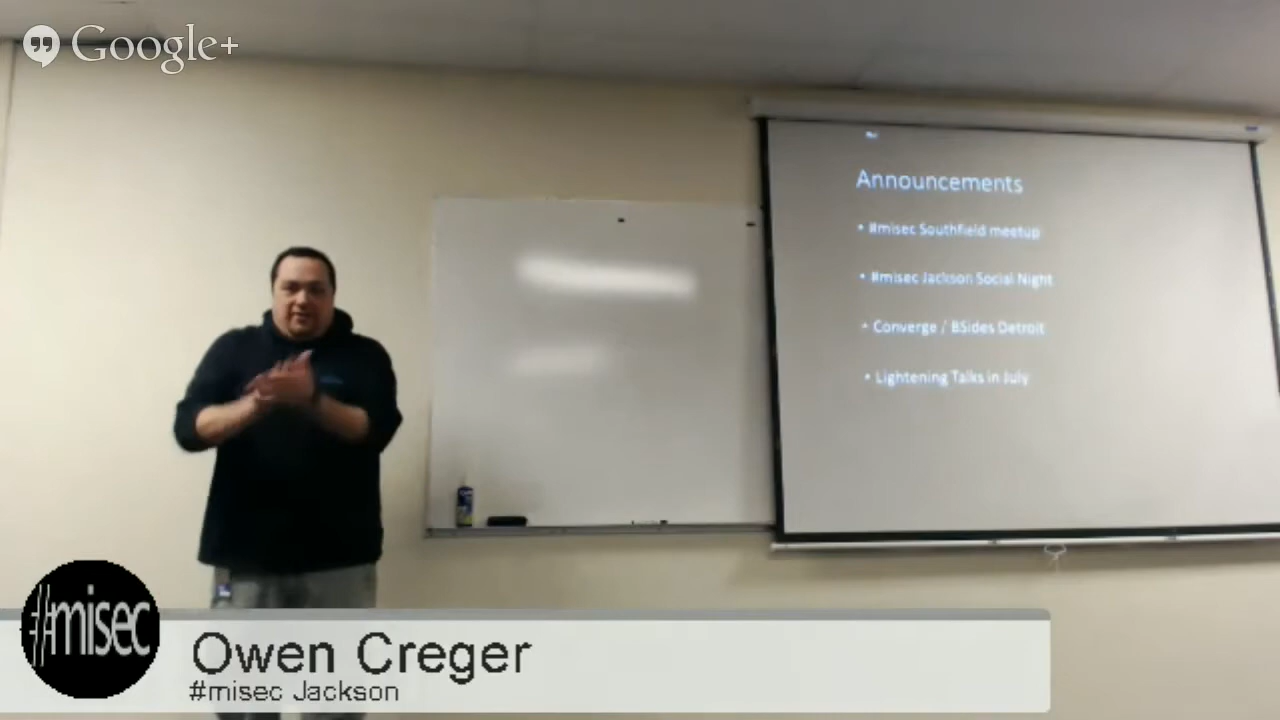 Google+
Announcements
• #misec Southfield meetup
• #misec Jackson Social Night
• Converge / BSides Detroit
• Lightening Talks in July
#misec
Owen Creger
#misec Jackson